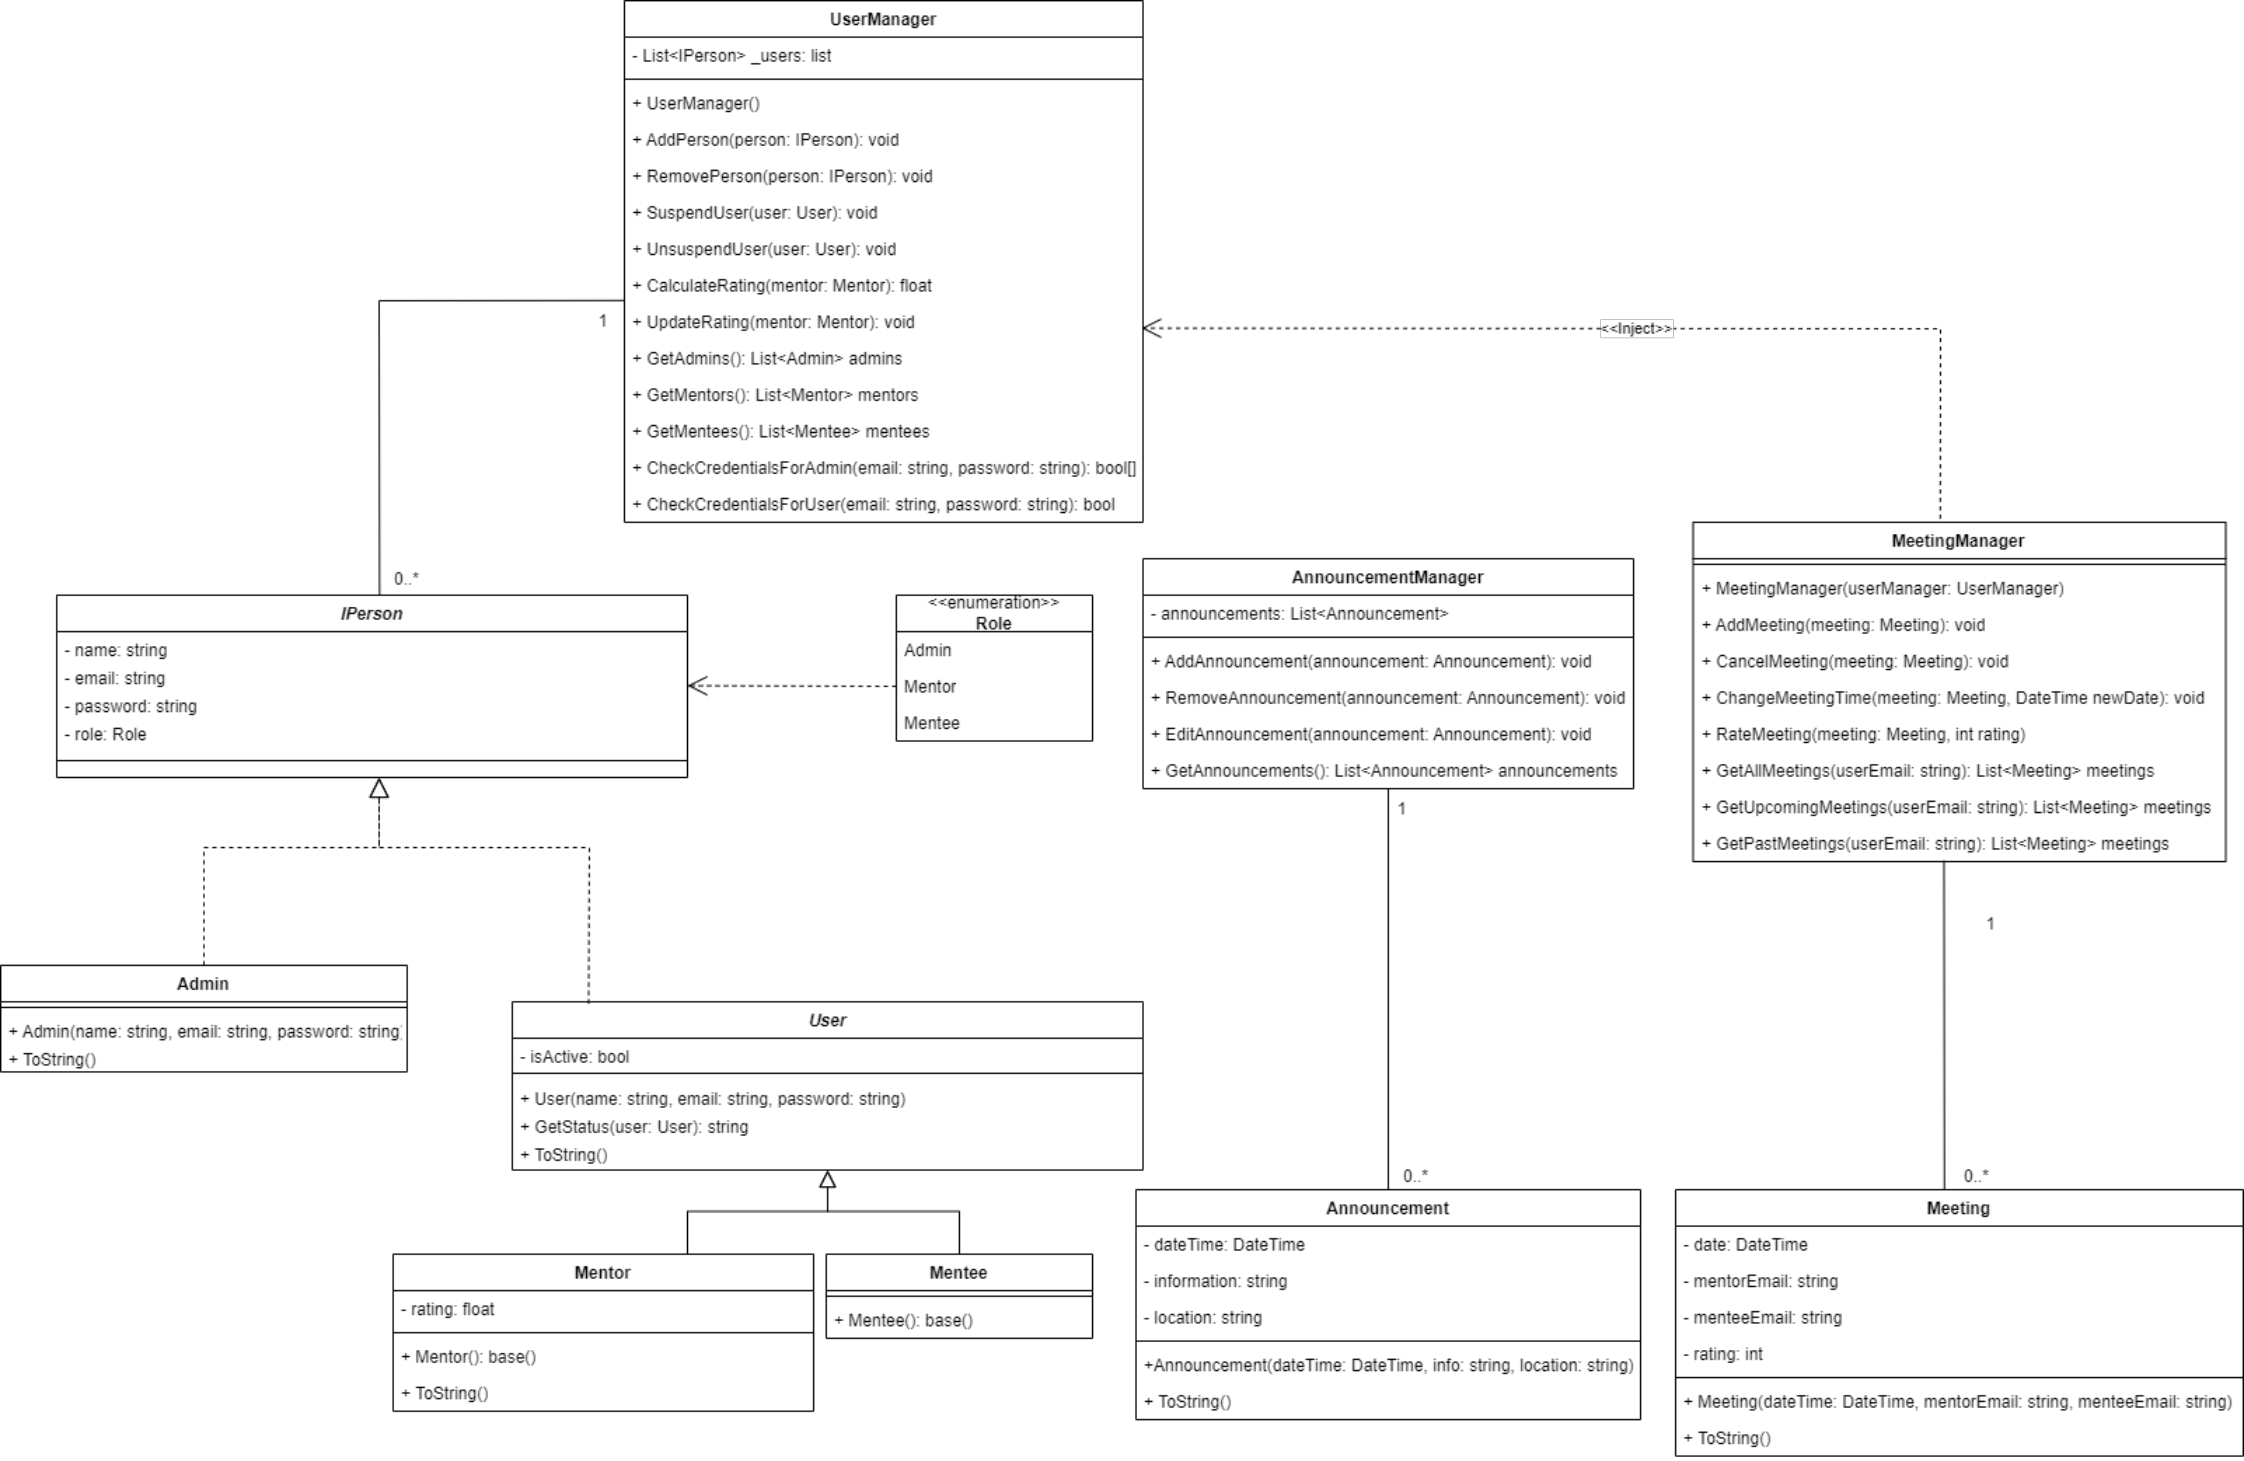 UserManager
- List<IPerson> _users: list
+ UserManager()
+ AddPerson(person: IPerson): void
+ RemovePerson(person: IPerson): void
+ SuspendUser(user: User): void
+ UnsuspendUser(user: User): void
+ CalculateRating(mentor: Mentor): float
+ UpdateRating(mentor: Mentor): void
+ GetAdmins(): List<Admin> admins
+ GetMentors(): List<Mentor> mentors
+ GetMentees(): List<Mentee> mentees
+ CheckCredentialsForAdmin(email: string, password: string): bool[]
+ CheckCredentialsForUser(email: string, password: string): bool
1
0..*
<<Inject>>
IPerson
- name: string
- email: string
- password: string
- role: Role
<<enumeration>>
Role
Admin
Mentor
Mentee
AnnouncementManager
- announcements: List<Announcement>
+ AddAnnouncement(announcement: Announcement): void
+ RemoveAnnouncement(announcement: Announcement): void
+ EditAnnouncement(announcement: Announcement): void
+ GetAnnouncements(): List<Announcement> announcements
1
0..*
MeetingManager
+ MeetingManager(userManager: UserManager)
+ AddMeeting(meeting: Meeting): void
+ CancelMeeting(meeting: Meeting): void
+ ChangeMeetingTime(meeting: Meeting, DateTime newDate): void
+ RateMeeting(meeting: Meeting, int rating)
+ GetAllMeetings(userEmail: string): List<Meeting> meetings
+ GetUpcomingMeetings(userEmail: string): List<Meeting> meetings
+ GetPastMeetings(userEmail: string): List<Meeting> meetings
1
0..*
Admin
+ Admin(name: string, email: string, password: string
+ ToString()
User
- isActive: bool
+ User(name: string, email: string, password: string)
+ GetStatus(user: User): string
+ ToString()
Mentor
- rating: float
+ Mentor(): base()
+ ToString()
Mentee
+ Mentee(): base()
Announcement
- dateTime: DateTime
- information: string
- location: string
+Announcement(dateTime: DateTime, info: string, location: string)
+ ToString()
Meeting
- date: DateTime
- mentorEmail: string
- menteeEmail: string
- rating: int
+ Meeting(dateTime: DateTime, mentorEmail: string, menteeEmail: string)
+ ToString()